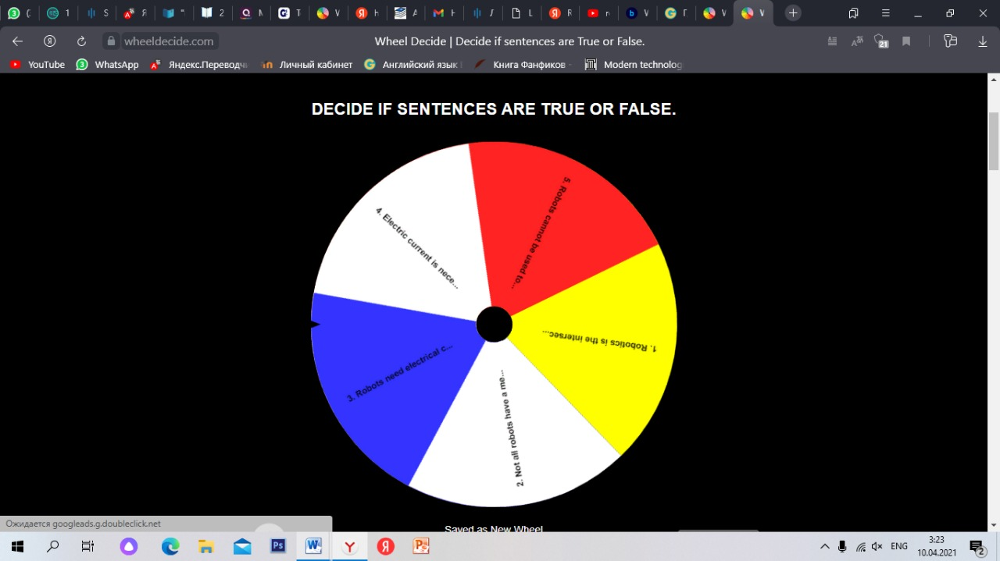 wheeldecide.com
Wheel Decide | Decide if sentences are True or False.
21
YouTube
3 WhatsApp
Яндекс.Переводч
Личный кабинет
Английский язык
Книга Фанфиков -
Modern technolog
DECIDE IF SENTENCES ARE TRUE OR FALSE.
5. Robots cannot be used to...
4. Electric current is nece...
1. Robotics is the intersec...
3. Robots need electrical c...
2. Not all robots have a me...
Saved as New Wheel
Ожидается googleads.g.doubleclick.net
ENG
3:23
10.04.2021
2